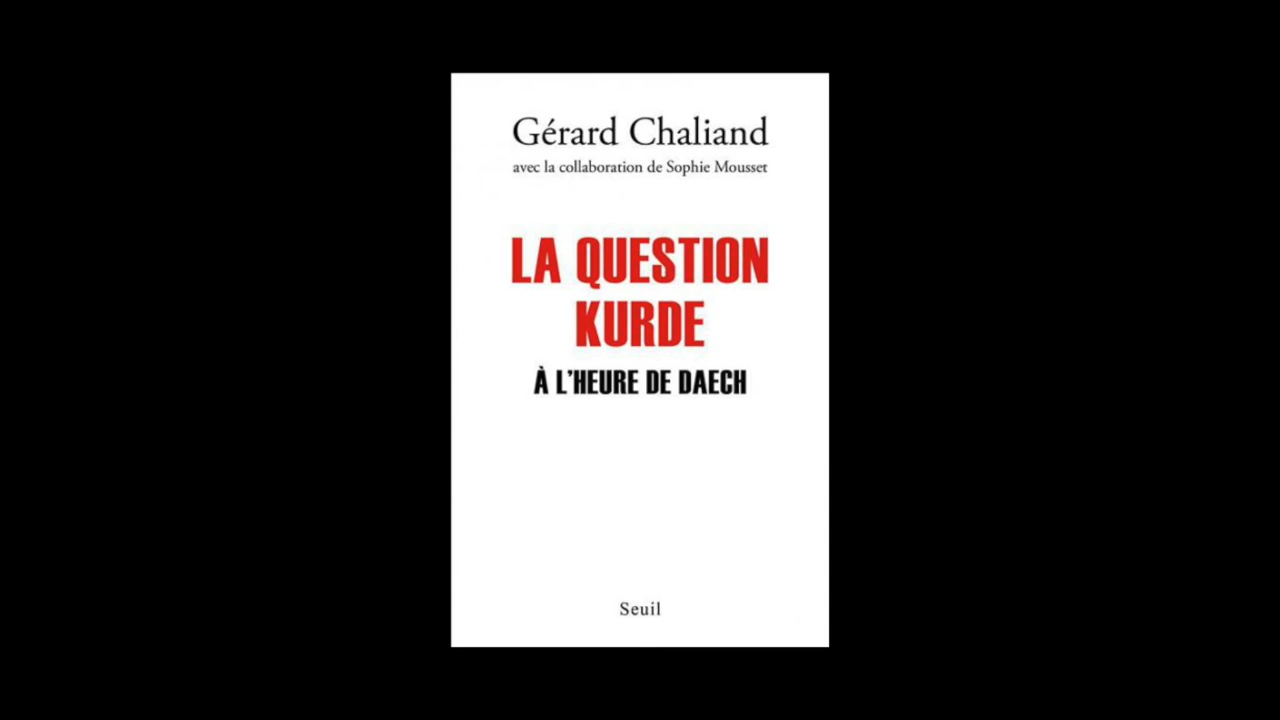 Gérard Chaliand
avec la collaboration de Sophie Mousset
LA QUESTION
KURDE
À L'HEURE DE DAECH
Seuil